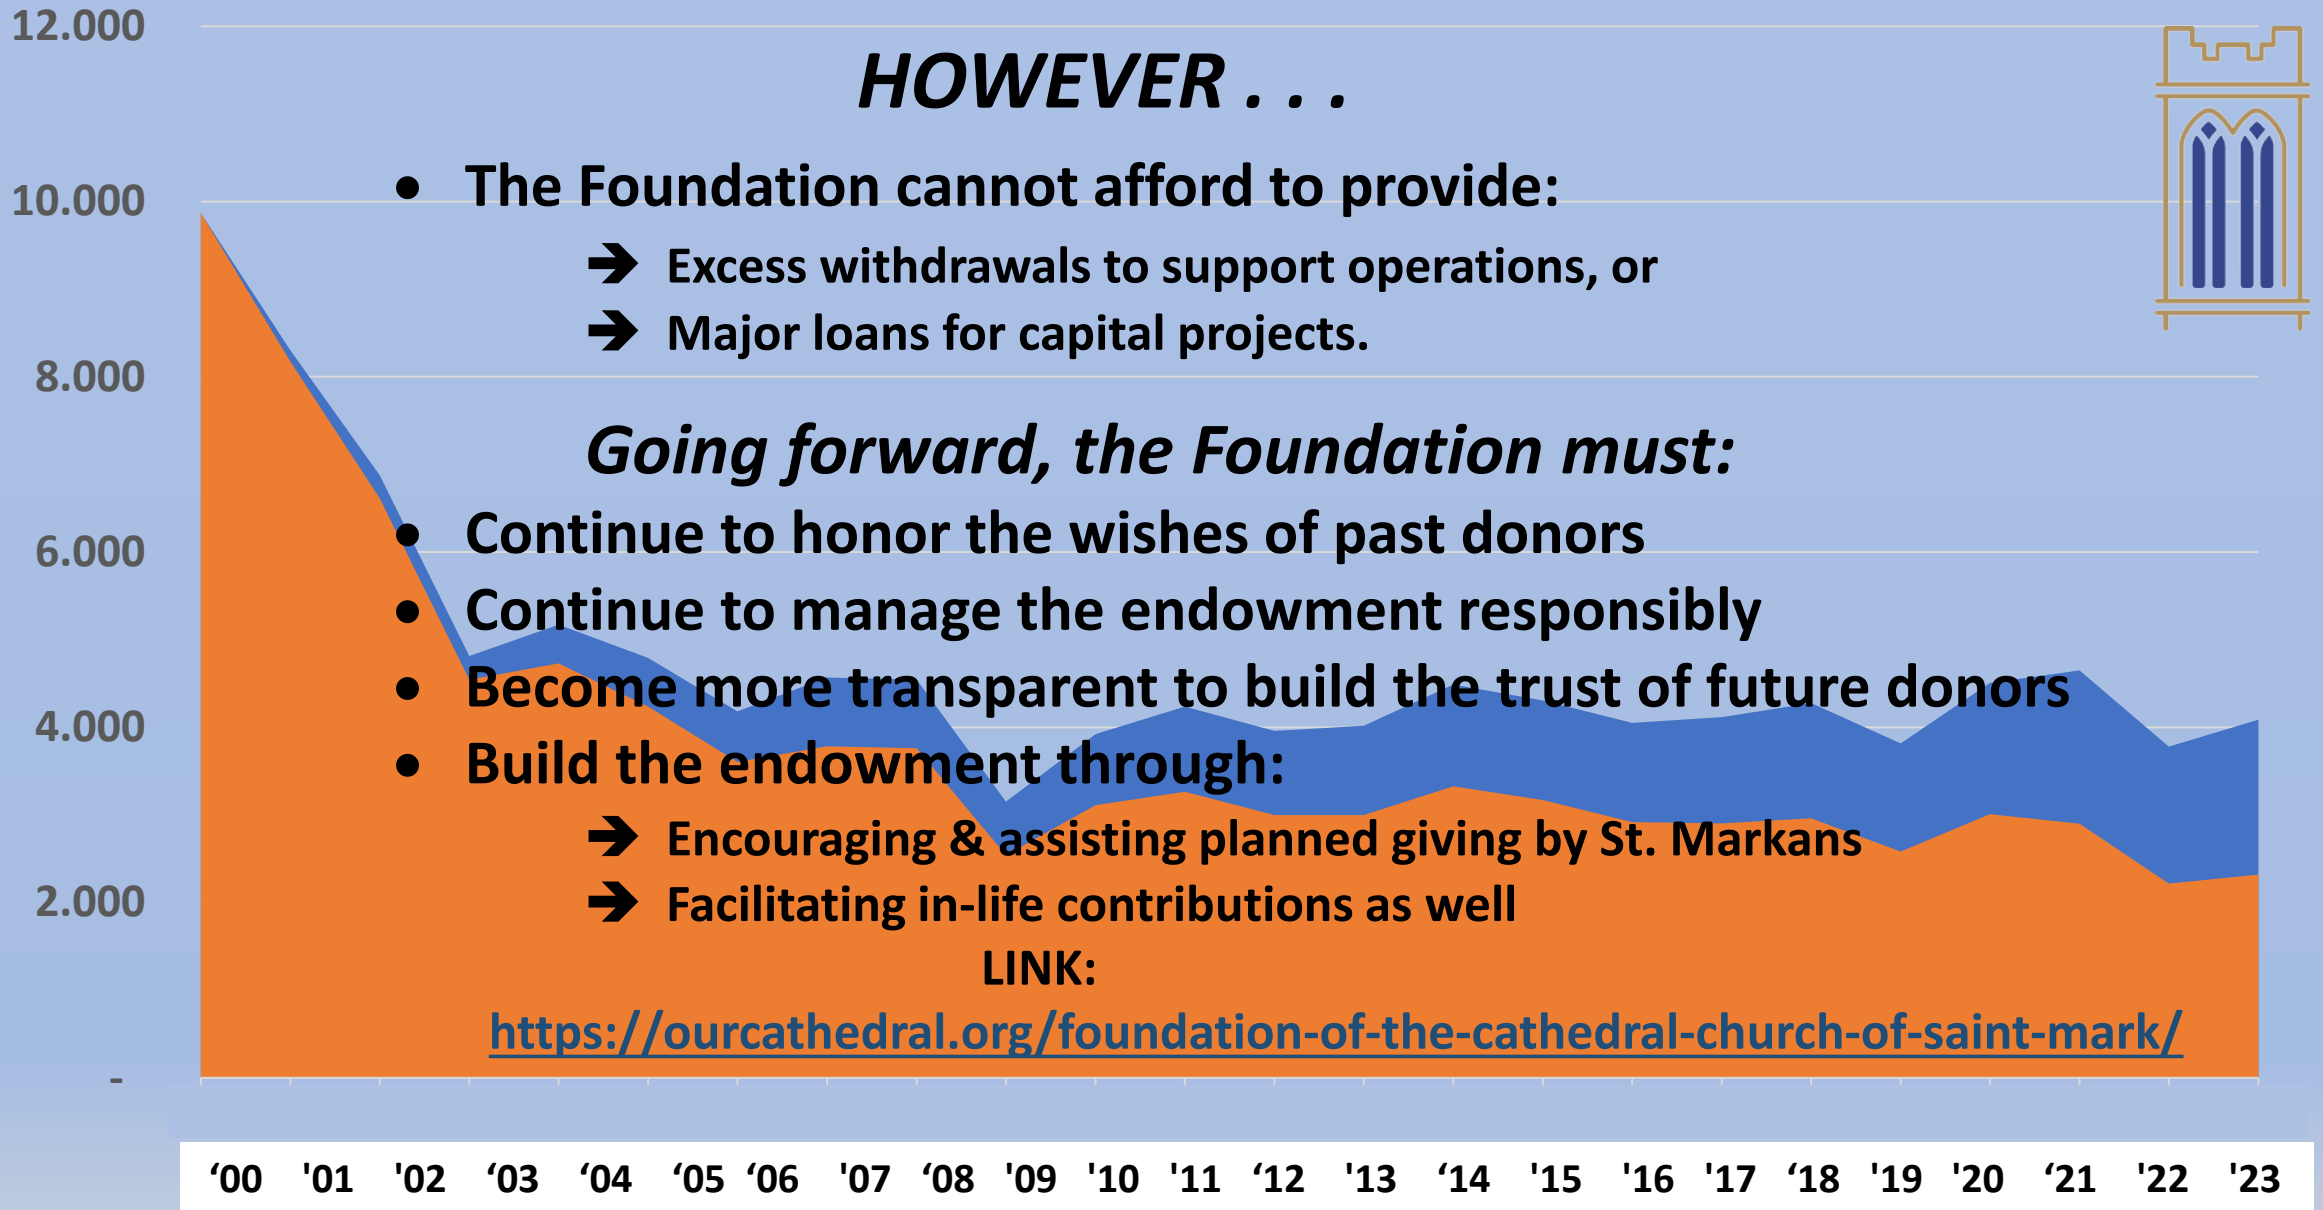 12.000
HOWEVER . . .
10.000
• The Foundation cannot afford to provide:
➔ Excess withdrawals to support operations, or
➔ Major loans for capital projects.
8.000
Going forward, the Foundation must:
• Continue to honor the wishes of past donors
6.000
• Continue to manage the endowment responsibly
• Become more transparent to build the trust of future donors
4.000
• Build the endowment through:
➔ Encouraging & assisting planned giving by St. Markans
➔ Facilitating in-life contributions as well
2.000
LINK:
https://ourcathedral.org/foundation-of-the-cathedral-church-of-saint-mark/
-
‘00 '01 '02 ‘03 ‘04 ‘05 ‘06 '07 ‘08 '09 '10 '11 ‘12 '13 ‘14 '15 '16 '17 ‘18 '19 '20 ‘21 '22 '23